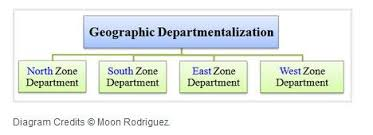 Geographic Departmentalization
North Zone
Department
South Zone
Department
East Zone
Department
West Zone
Department
Diagram Credits © Moon Rodriguez.